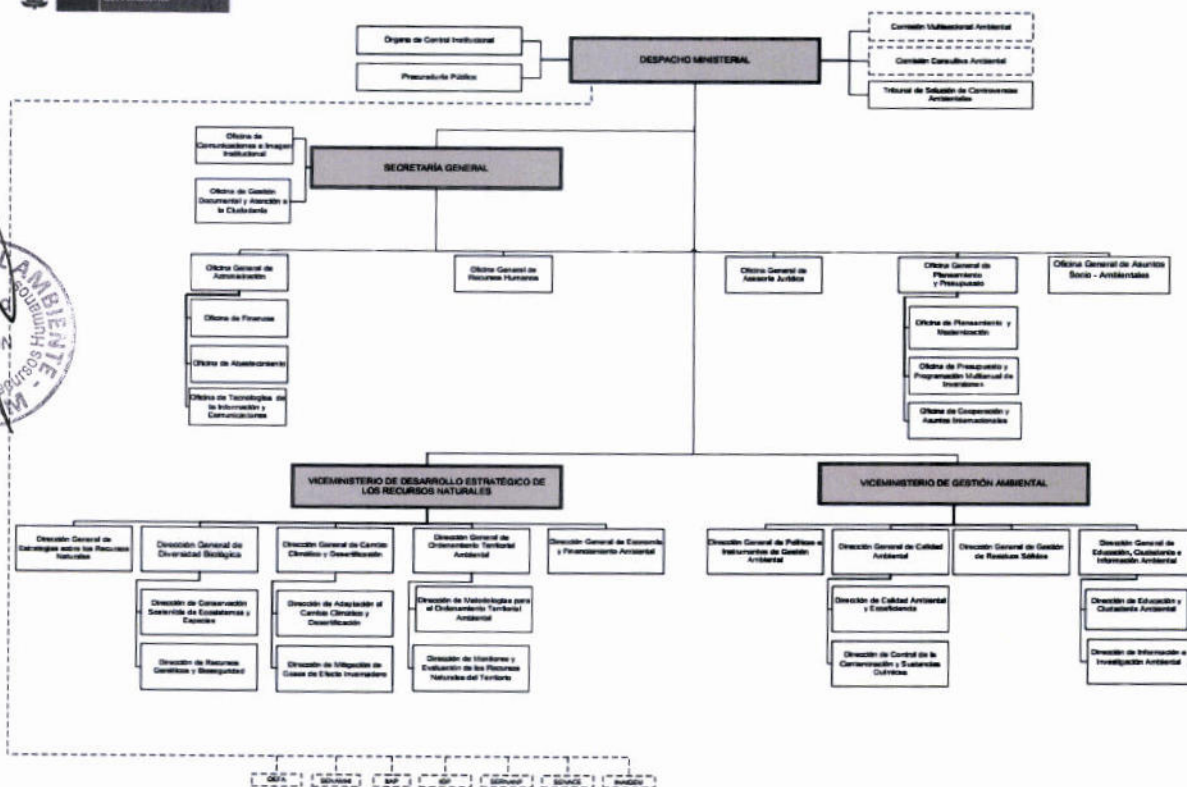 Órgano de Control Institucional
Procuraduría Pública
DESPACHO MINISTERIAL
Comisión Multisectorial Ambiental
Comisión Consultiva Ambiental
Tribunal de Solución de Controversias
Ambientales
Oficina de
Comunicaciones e Imagen
Institucional
Oficina de Gestión
Documental y Atención a
la Ciudadanía
SECRETARÍA GENERAL
Oficina General de
Administración
Oficina General de
Recursos Humanos
Oficina General de
Asesoría Jurídica
Oficina General de
Planeamiento
y Presupuesto
Oficina General de Asuntos
Socio - Ambientales
Oficina de Finanzas
Oficina de Abastecimiento
Oficina de Tecnologías de
la Información y
Comunicaciones
Oficina de Planeamiento y
Modernización
Oficina de Presupuesto y
Programación Multianual de
Inversiones
Oficina de Cooperación y
Asuntos Internacionales
AMBIENTE
VICEMINISTERIO DE DESARROLLO ESTRATÉGICO DE
LOS RECURSOS NATURALES
VICEMINISTERIO DE GESTIÓN AMBIENTAL
Dirección General de
Estrategias sobre los Recursos
Naturales
Dirección General de
Diversidad Biológica
Dirección General de Cambio
Climático y Desertificación
Dirección General de
Ordenamiento Territorial
Ambiental
Dirección General de Economía
y Financiamiento Ambiental
Dirección General de Políticas e
Instrumentos de Gestión
Ambiental
Dirección General de Calidad
Ambiental
Dirección General de Gestión
de Residuos Sólidos
Dirección General de
Educación, Ciudadanía e
Información Ambiental
Dirección de Conservación
Sostenible de Ecosistemas y
Especies
Dirección de Recursos
Genéticos y Bioseguridad
Dirección de Adaptación al
Cambio Climático y
Desertificación
Dirección de Mitigación de
Gases de Efecto Invernadero
Dirección de Metodologías para
el Ordenamiento Territorial
Ambiental
Dirección de Monitoreo y
Evaluación de los Recursos
Naturales del Territorio
Dirección de Calidad Ambiental
y Ecoeficiencia
Dirección de Control de la
Contaminación y Sustancias
Químicas
Dirección de Educación y
Ciudadanía Ambiental
Dirección de Información e
Investigación Ambiental
OEFA
SENAMHI
IIAP
IGP
SERNANP
SENACE
INAIGEM